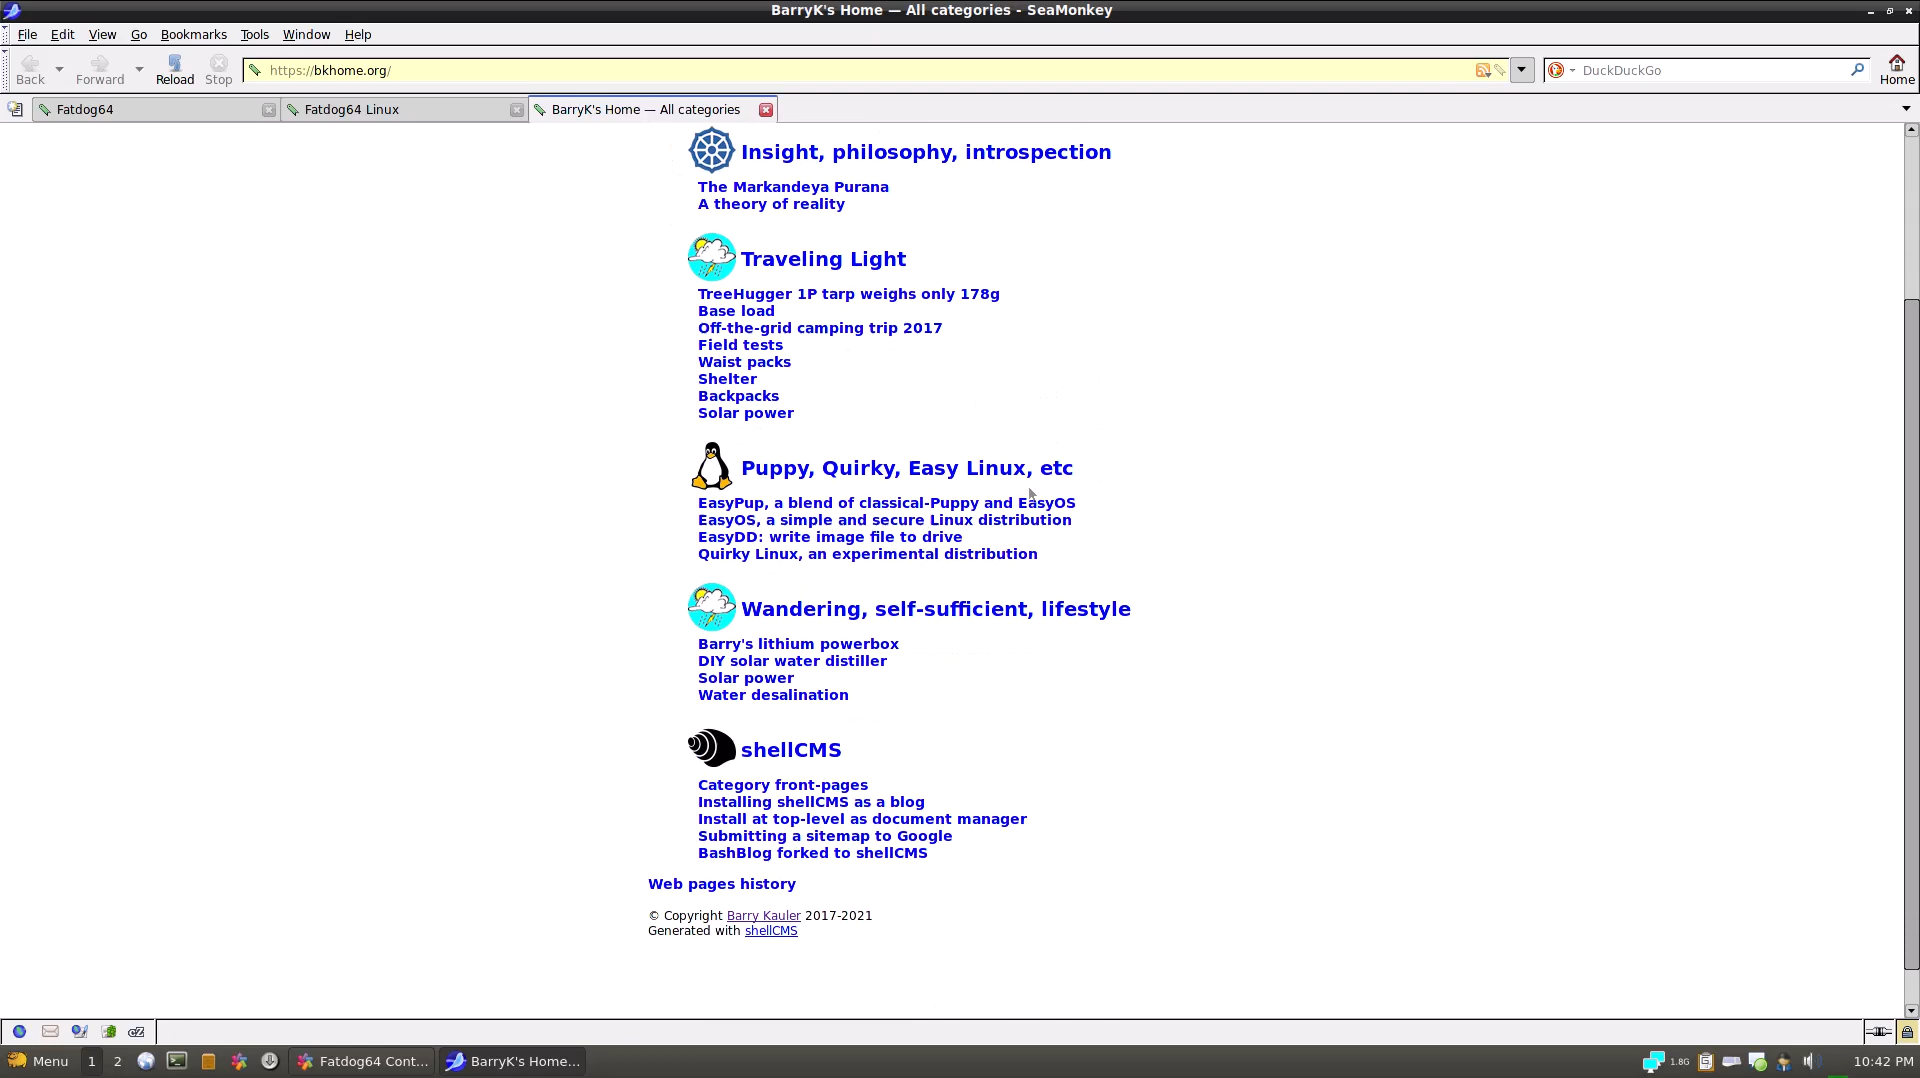 BarryK's Home — All categories - SeaMonkey
File Edit View Go Bookmarks Tools Window Help
Back Forward Reload Stop https://bkhome.org/ DuckDuckGo Home
Fatdog64 Fatdog64 Linux BarryK's Home — All categories
Insight, philosophy, introspection
The Markandeya Purana
A theory of reality
Traveling Light
TreeHugger 1P tarp weighs only 178g
Base load
Off-the-grid camping trip 2017
Field tests
Waist packs
Shelter
Backpacks
Solar power
Puppy, Quirky, Easy Linux, etc
EasyPup, a blend of classical-Puppy and EasyOS
EasyOS, a simple and secure Linux distribution
EasyDD: write image file to drive
Quirky Linux, an experimental distribution
Wandering, self-sufficient, lifestyle
Barry's lithium powerbox
DIY solar water distiller
Solar power
Water desalination
shellCMS
Category front-pages
Installing shellCMS as a blog
Install at top-level as document manager
Submitting a sitemap to Google
BashBlog forked to shellCMS
Web pages history
© Copyright Barry Kauler 2017-2021
Generated with shellCMS
cZ
Menu 1 2 Fatdog64 Cont... BarryK's Home... 1.8G 10:42 PM